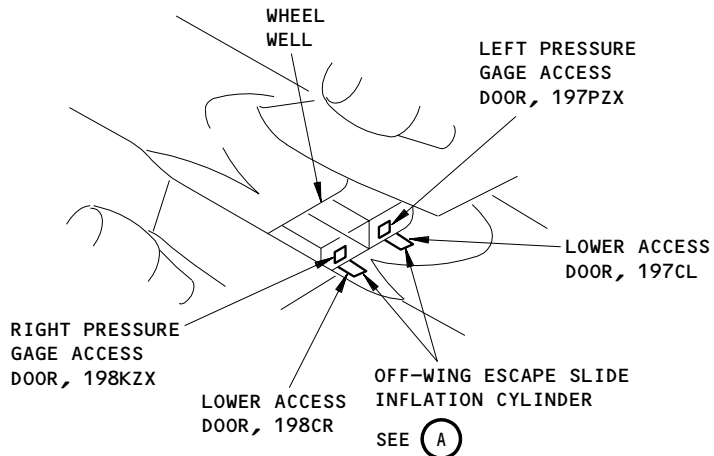 WHEEL
WELL
LEFT PRESSURE
GAGE ACCESS
DOOR, 197PZX
LOWER ACCESS
DOOR, 197CL
RIGHT PRESSURE
GAGE ACCESS
DOOR, 198KZX
LOWER ACCESS
DOOR, 198CR
OFF-WING ESCAPE SLIDE
INFLATION CYLINDER
SEE A